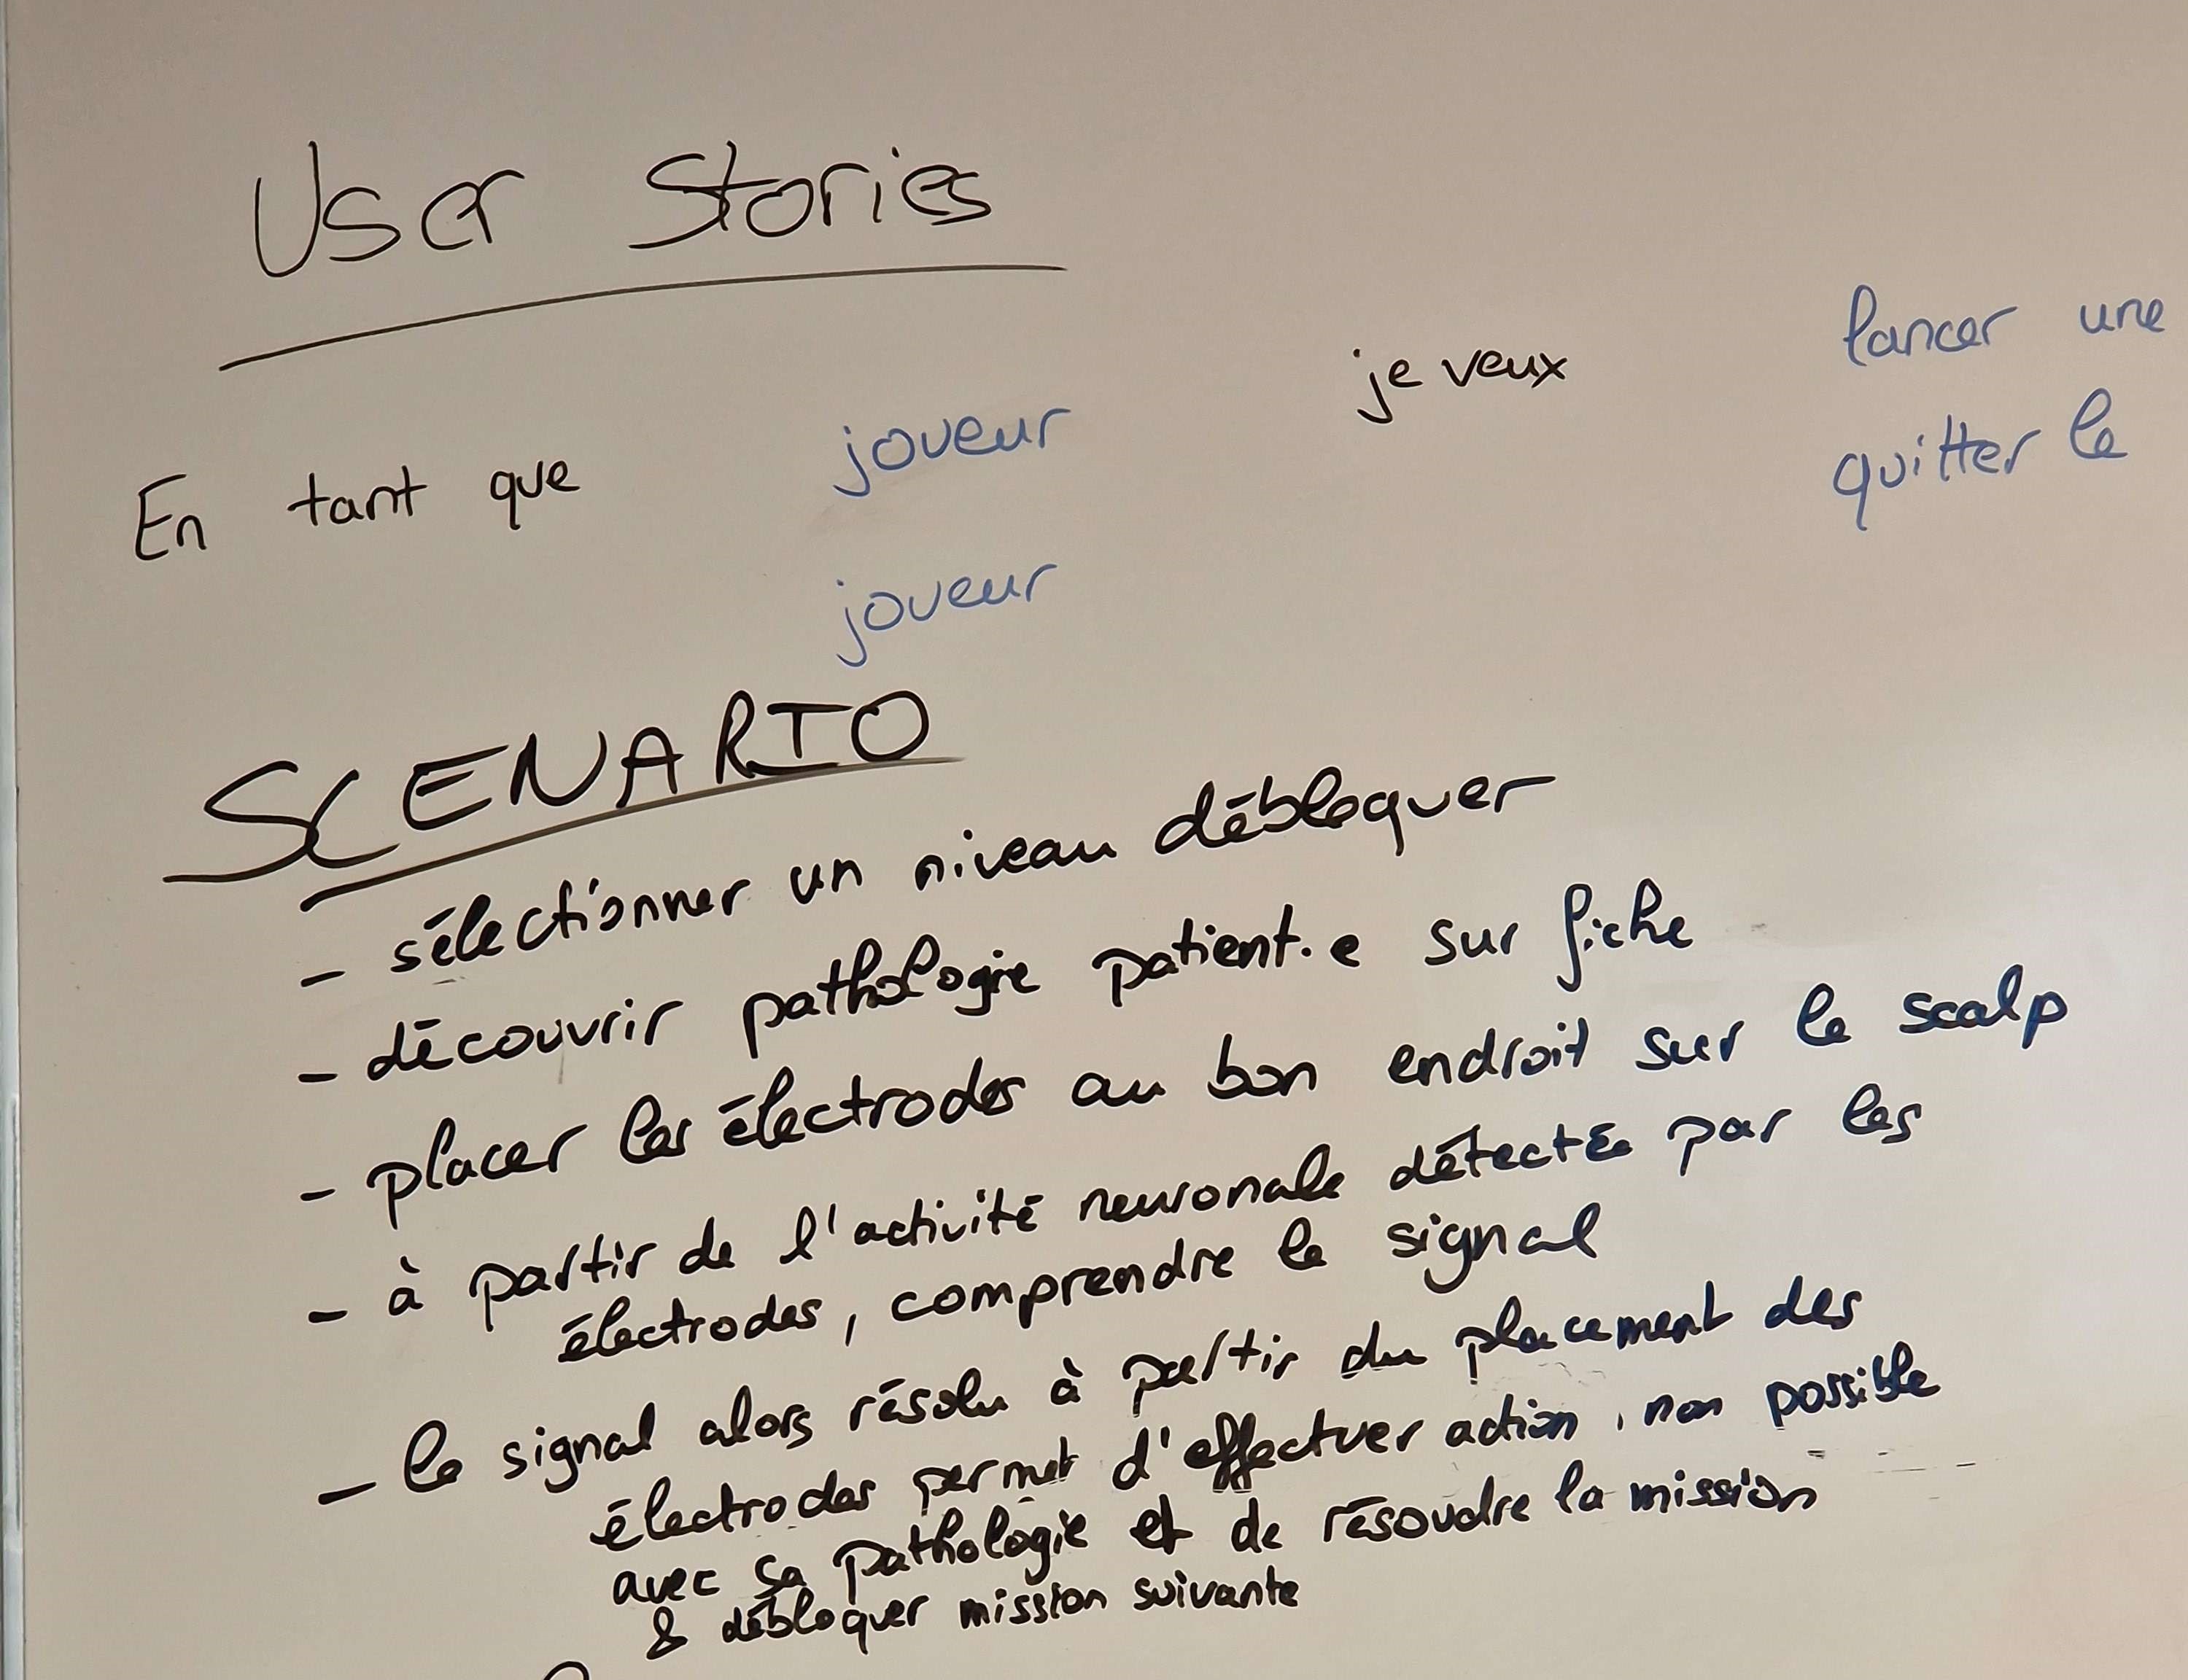 User Stories
En tant que joueur je veux lancer une
quitter le
joueur
SCENARIO
- sélectionner un niveau débloquer
- découvrir pathologie patient.e sur fiche
- placer les électrodes au bon endroit sur le scalp
- à partir de l'activité neuronale détectée par les
électrodes, comprendre le signal
- le signal alors résolu à partir du placement des
électrodes permet d'effectuer action, non possible
avec sa pathologie et de résoudre la mission
& débloquer mission suivante